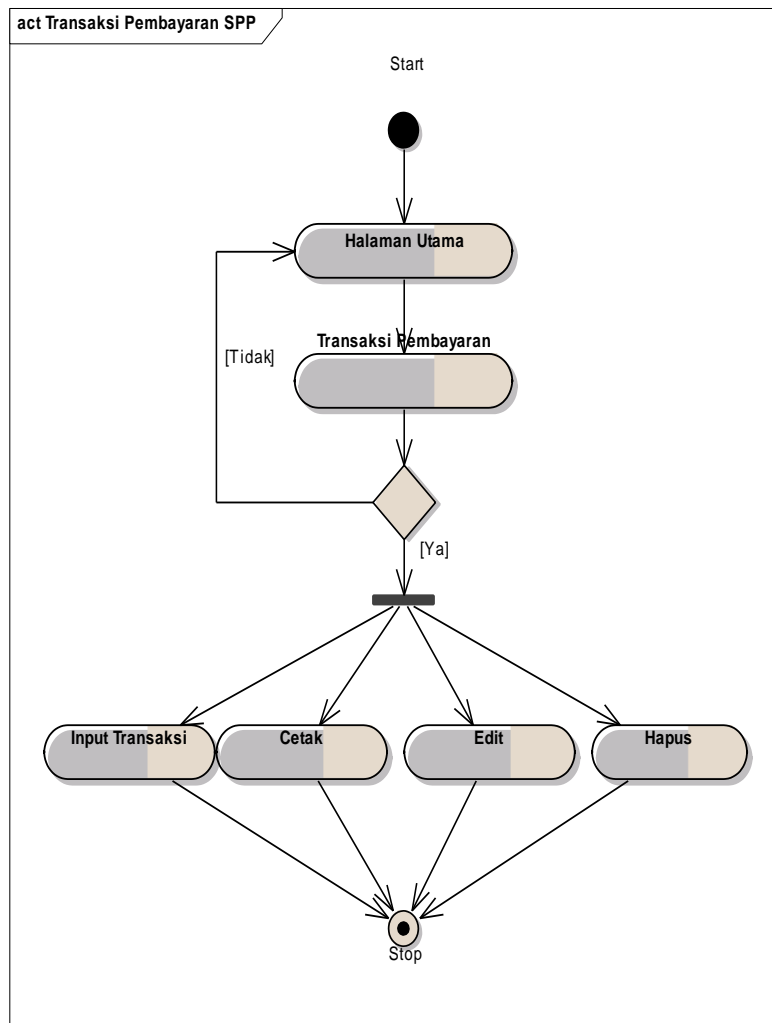 act Transaksi Pembayaran SPP
Start
Halaman Utama
Transaksi Pembayaran
[Tidak]
[Ya]
Input Transaksi
Cetak
Edit
Hapus
Stop